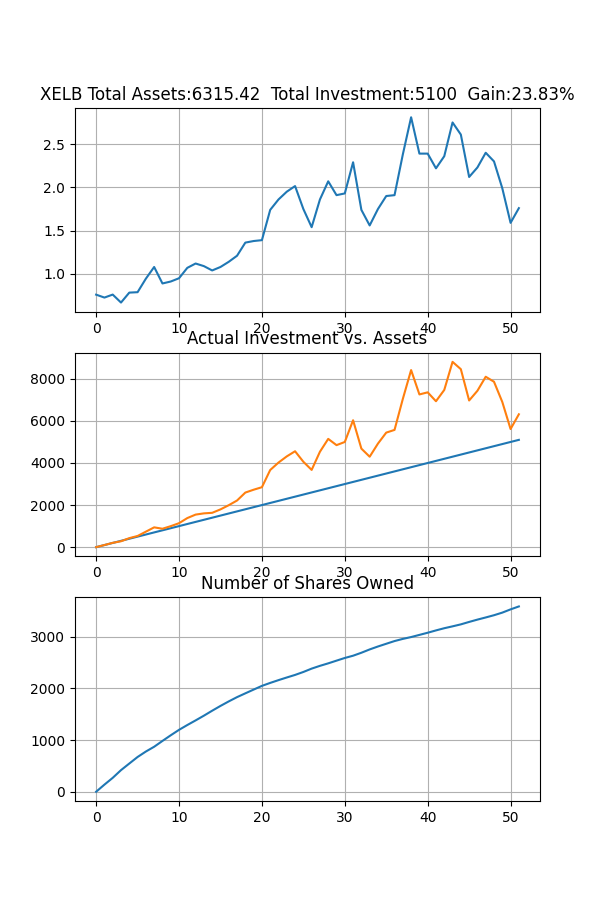 XELB Total Assets:6315.42  Total Investment:5100  Gain:23.83%
2.5
2.0
1.5
1.0
0 10 20 30 40 50
Actual Investment vs. Assets
8000
6000
4000
2000
0
0 10 20 30 40 50
Number of Shares Owned
3000
2000
1000
0
0 10 20 30 40 50